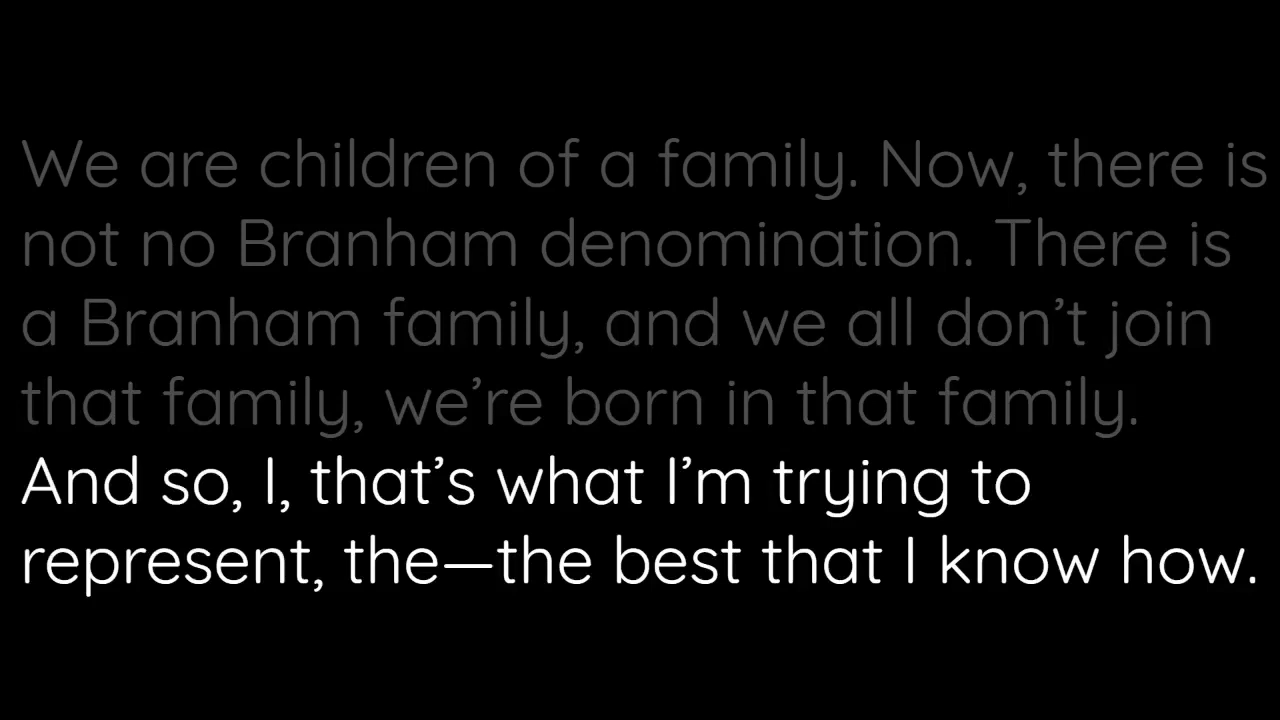 We are children of a family. Now, there is
not no Branham denomination. There is
a Branham family, and we all don’t join
that family, we’re born in that family.
And so, I, that’s what I’m trying to
represent, the—the best that I know how.